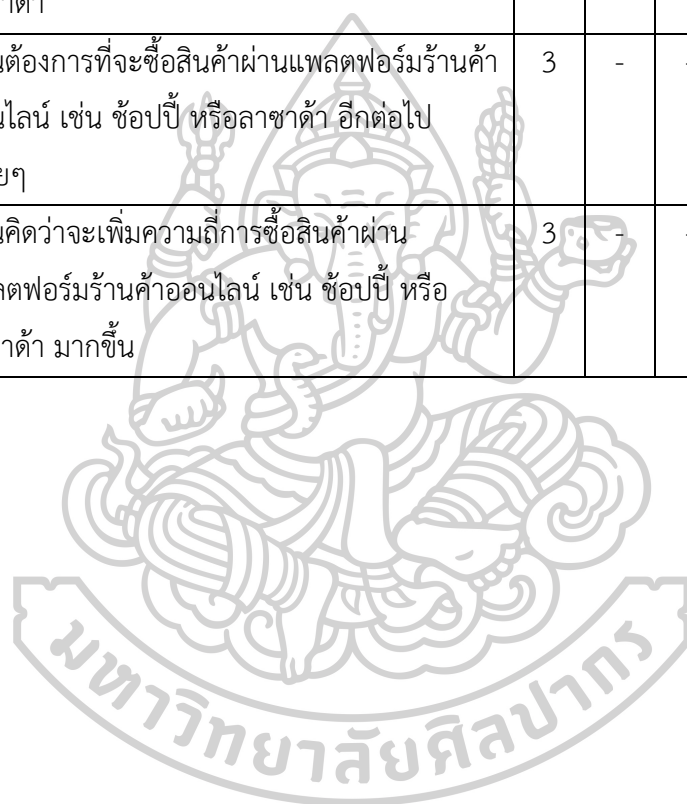 าดา
นต้องการที่จะซื้อสินค้าผ่านแพลตฟอร์มร้านค้า 3 - -
นไลน์ เช่น ช้อปปี้ หรือลาซาด้า อีกต่อไป
ยๆ
นคิดว่าจะเพิ่มความถี่การซื้อสินค้าผ่าน 3 - -
ลตฟอร์มร้านค้าออนไลน์ เช่น ช้อปปี้ หรือ
าด้า มากขึ้น
มหาวิทยาลัยศิลปากร